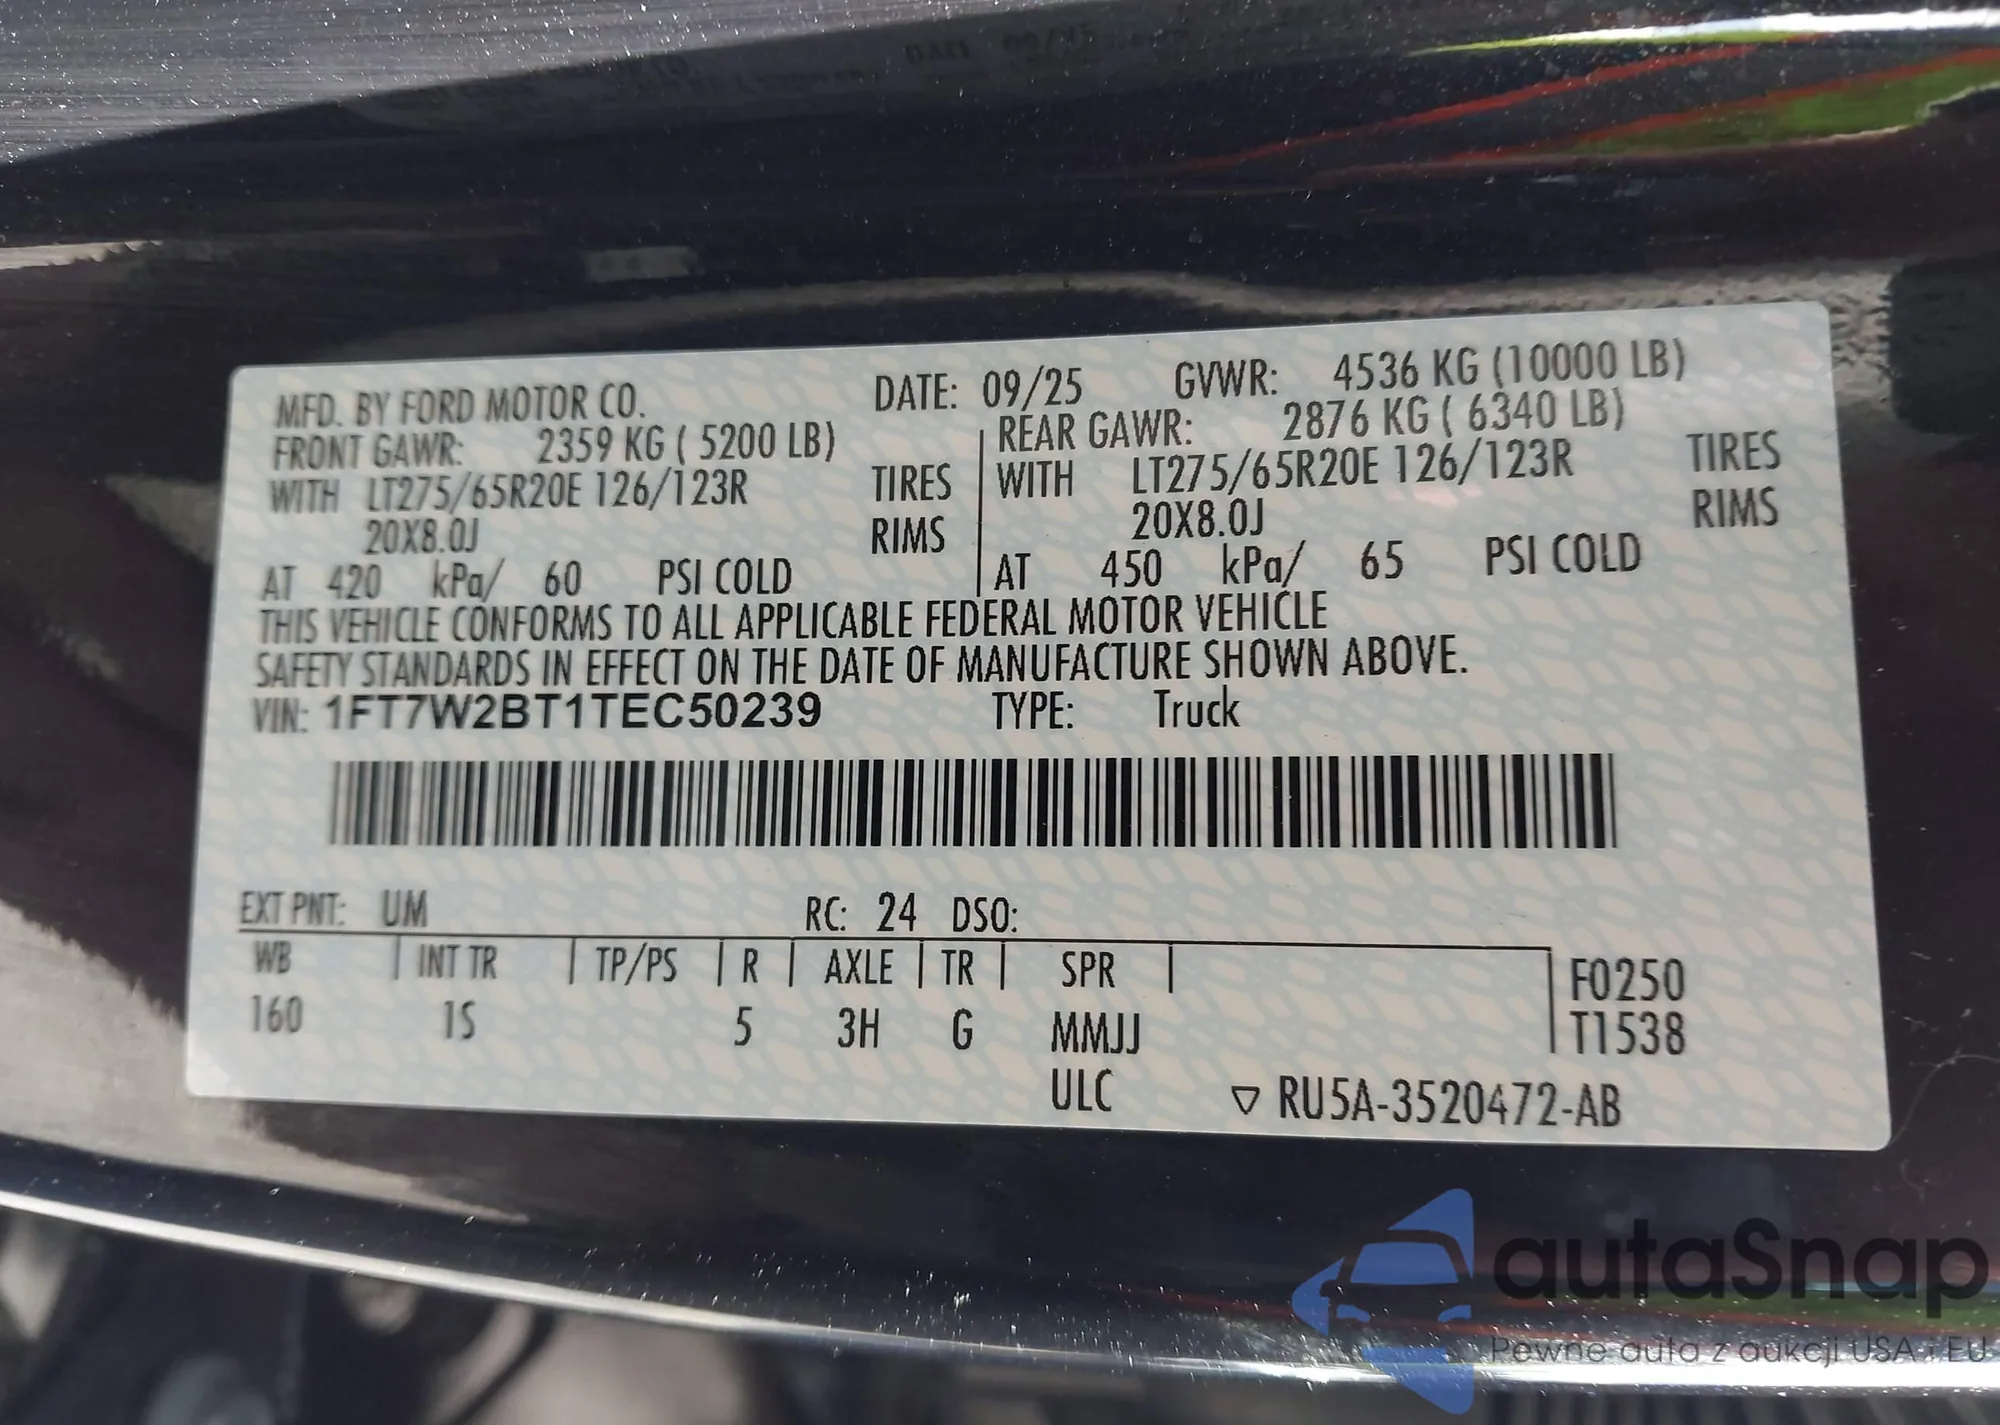 MFD. BY FORD MOTOR CO. DATE: 09/25 GVWR: 4536 KG (10000 LB)
FRONT GAWR: 2359 KG ( 5200 LB) REAR GAWR: 2876 KG ( 6340 LB)
WITH LT275/65R20E 126/123R TIRES WITH LT275/65R20E 126/123R TIRES
20X8.0J RIMS 20X8.0J RIMS
AT 420 kPa/ 60 PSI COLD AT 450 kPa/ 65 PSI COLD
THIS VEHICLE CONFORMS TO ALL APPLICABLE FEDERAL MOTOR VEHICLE
SAFETY STANDARDS IN EFFECT ON THE DATE OF MANUFACTURE SHOWN ABOVE.
VIN: 1FT7W2BT1TEC50239 TYPE: Truck
EXT PNT: UM RC: 24 DSO:
WB INT TR TP/PS R AXLE TR SPR F0250
160 1S 5 3H G MMJJ T1538
ULC ▽ RU5A-3520472-AB
autaSnap
Pewne auta z aukcji USA i EU